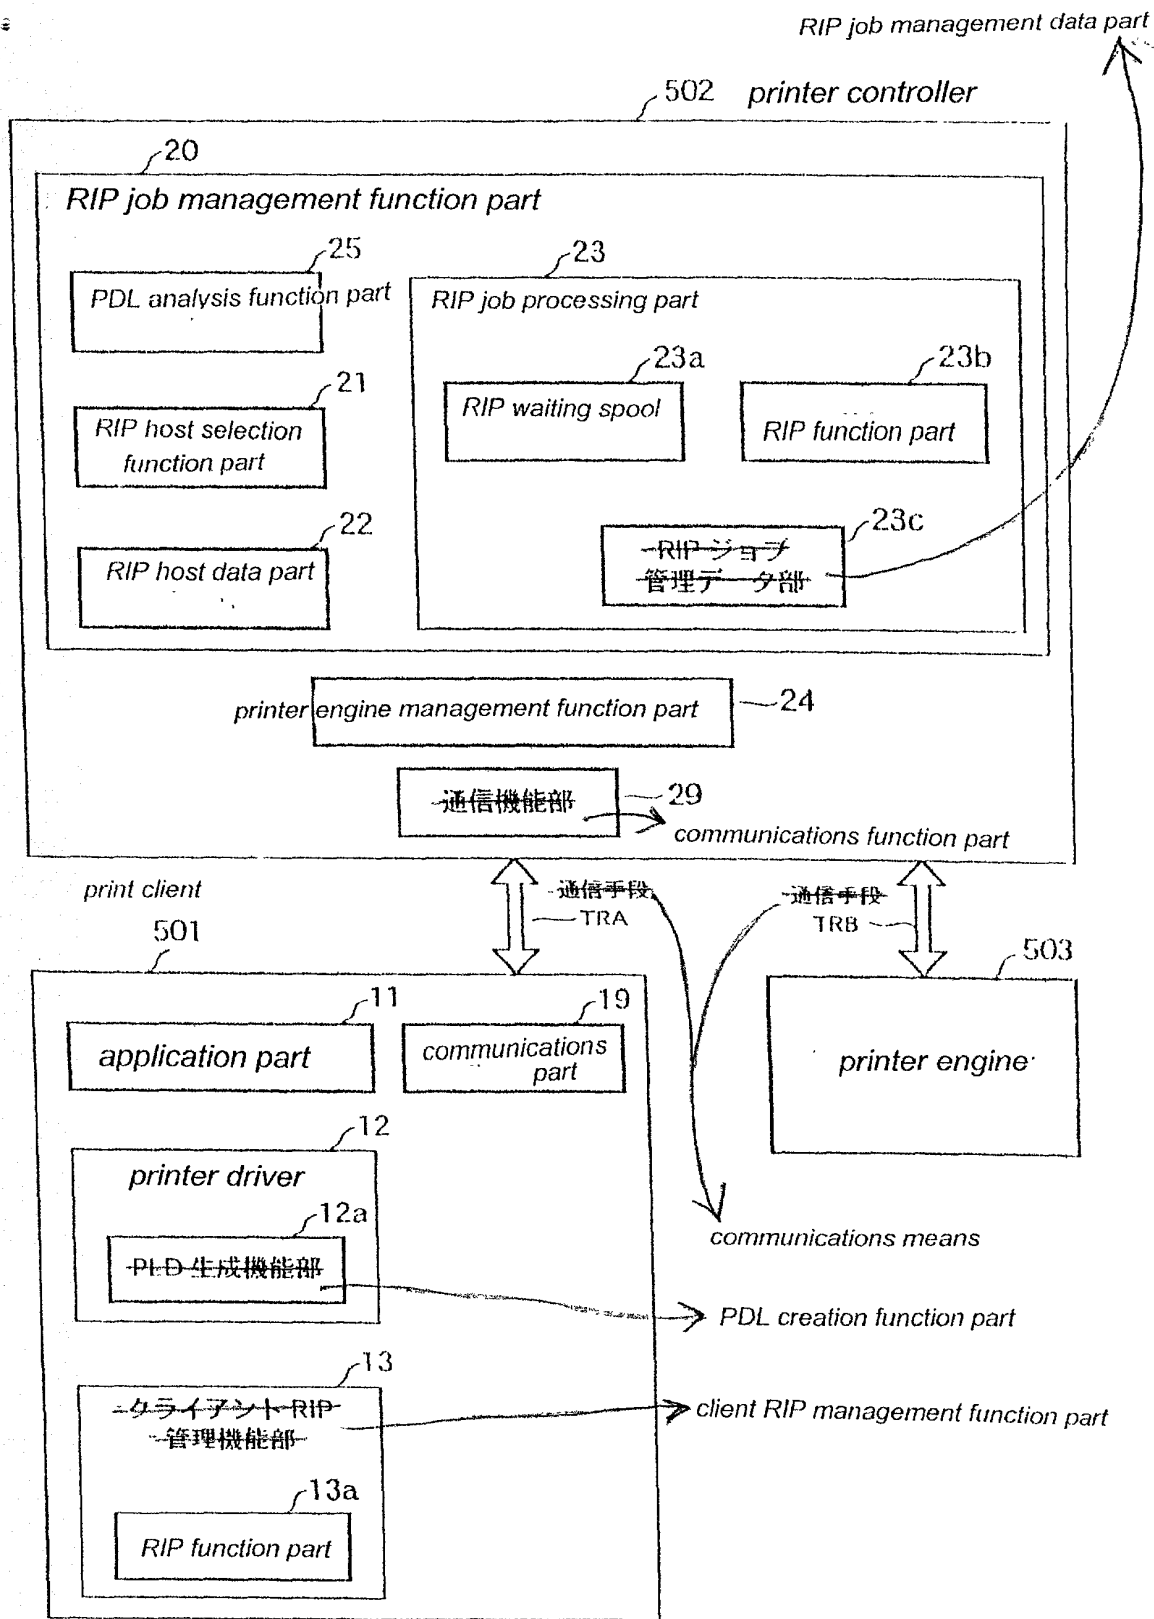 RIP job management data part
502 printer controller
20
RIP job management function part
25
PDL analysis function part
23
RIP job processing part
23a
RIP waiting spool
23b
RIP function part
21
RIP host selection
function part
22
RIP host data part
23c
RIP ジョブ
管理データ部
printer engine management function part
24
通信機能部
29
communications function part
print client
501
通信手段
TRA
通信手段
TRB
503
printer engine
11
application part
19
communications
part
12
printer driver
12a
PLD 生成機能部
communications means
PDL creation function part
13
クライアント RIP
管理機能部
client RIP management function part
13a
RIP function part